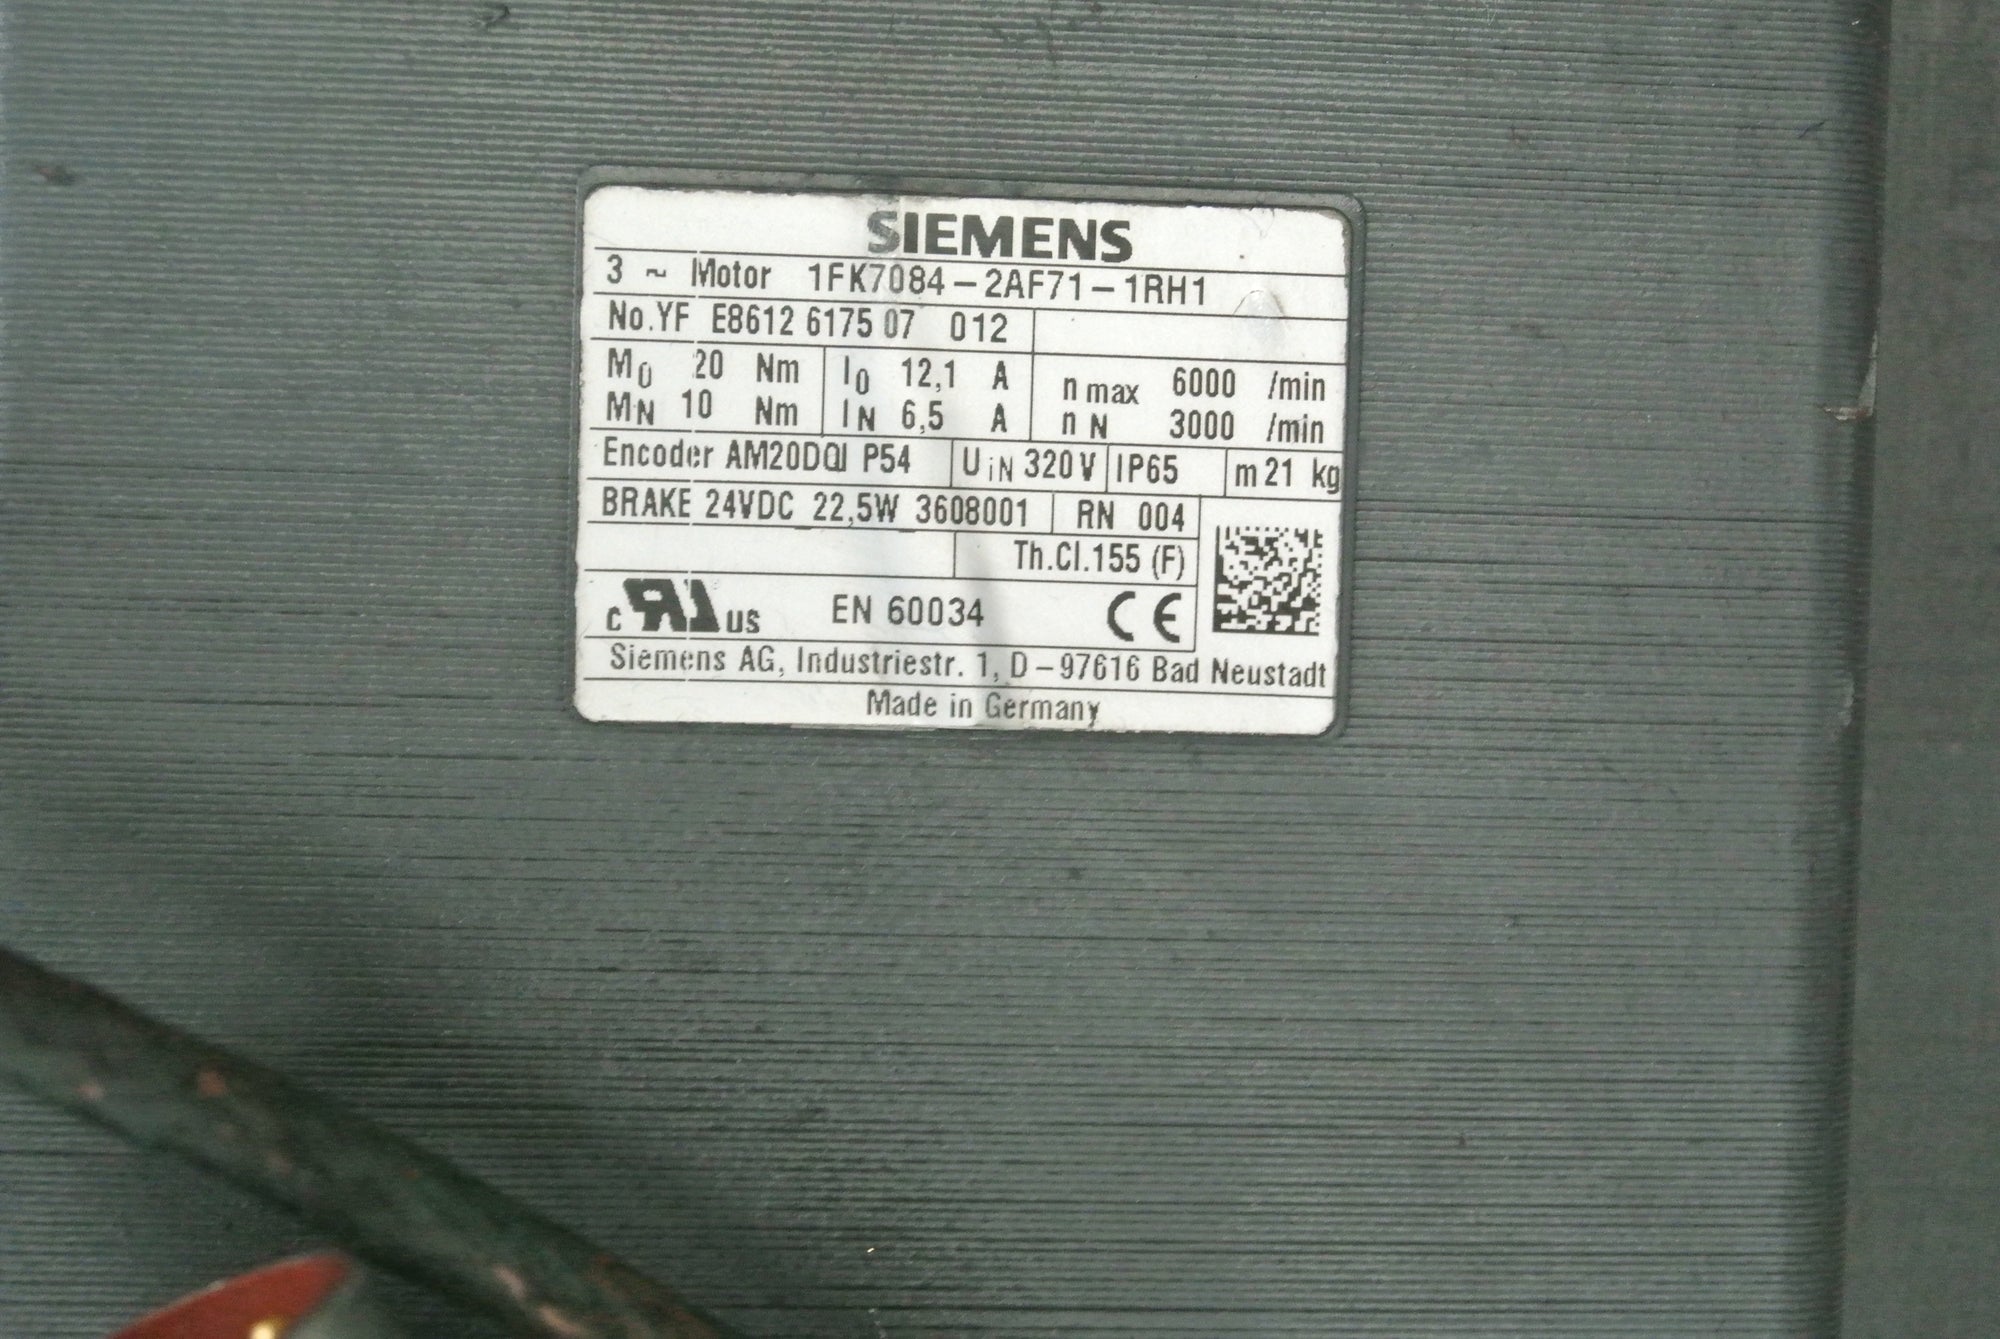 SIEMENS
3 ~ Motor 1FK7084-2AF71-1RH1
No.YF E8612 6175 07 012
M0 20 Nm I0 12,1 A n max 6000 /min
MN 10 Nm IN 6,5 A n N 3000 /min
Encoder AM20DQI P54 UiN 320V IP65 m 21 kg
BRAKE 24VDC 22,5W 3608001 RN 004
Th.Cl.155 (F)
c RU US EN 60034 CE
Siemens AG, Industriestr. 1, D-97616 Bad Neustadt
Made in Germany